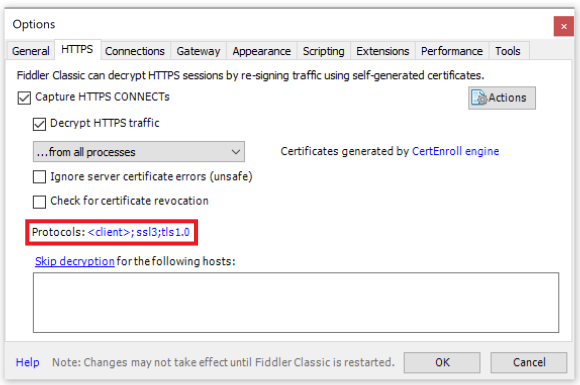 Options
General HTTPS Connections Gateway Appearance Scripting Extensions Performance Tools
Fiddler Classic can decrypt HTTPS sessions by re-signing traffic using self-generated certificates.
Capture HTTPS CONNECTs
Actions
Decrypt HTTPS traffic
...from all processes
Certificates generated by CertEnroll engine
Ignore server certificate errors (unsafe)
Check for certificate revocation
Protocols: <client>;ssl3;tls1.0
Skip decryption for the following hosts:
Help Note: Changes may not take effect until Fiddler Classic is restarted. OK Cancel